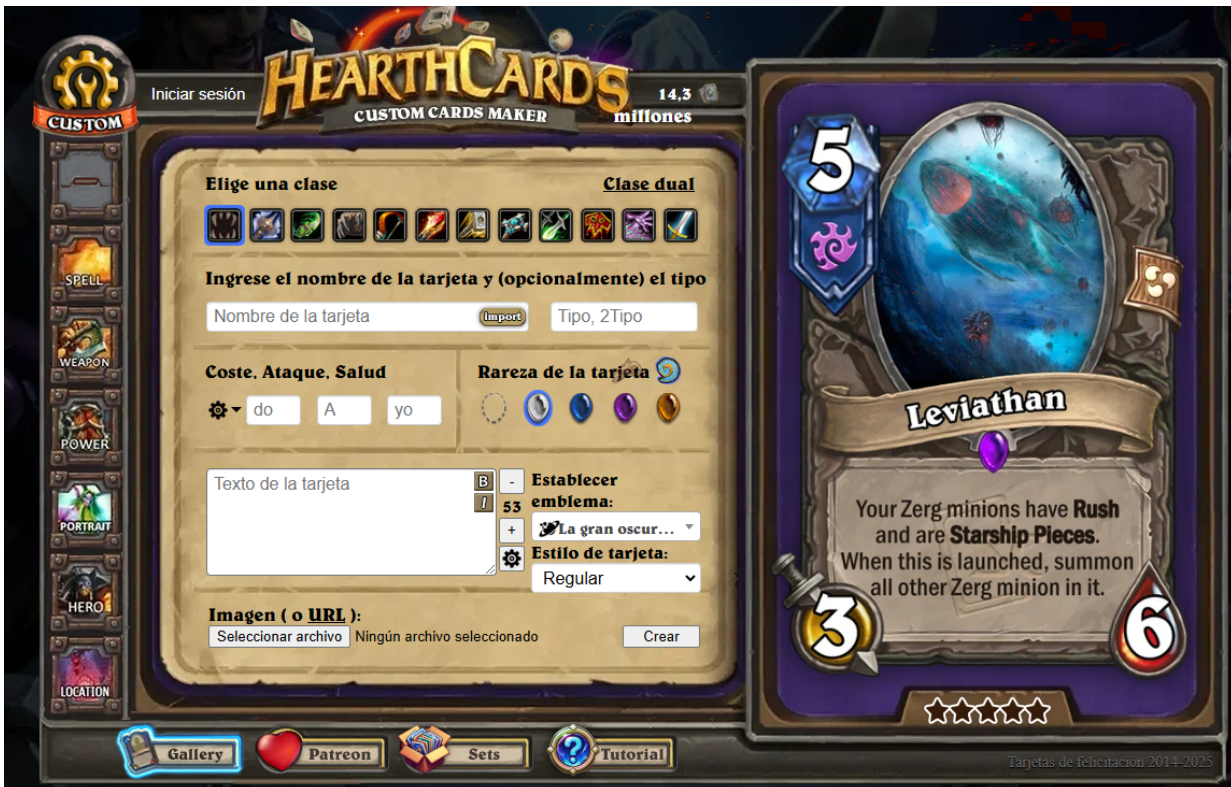 HEARTHCARDS
CUSTOM CARDS MAKER
Iniciar sesión
14,3
millones
CUSTOM
SPELL
WEAPON
POWER
PORTRAIT
HERO
LOCATION
Elige una clase
Clase dual
Ingrese el nombre de la tarjeta y (opcionalmente) el tipo
Nombre de la tarjeta
Import
Tipo, 2Tipo
Coste, Ataque, Salud
Rareza de la tarjeta
do
A
yo
Texto de la tarjeta
B
I
-
53
+
Establecer
emblema:
La gran oscur...
Estilo de tarjeta:
Regular
Imagen ( o URL ):
Seleccionar archivo Ningún archivo seleccionado
Crear
5
Leviathan
Your Zerg minions have Rush
and are Starship Pieces.
When this is launched, summon
all other Zerg minion in it.
3
6
Gallery
Patreon
Sets
?
Tutorial
Tarjetas de felicitación 2014-2025